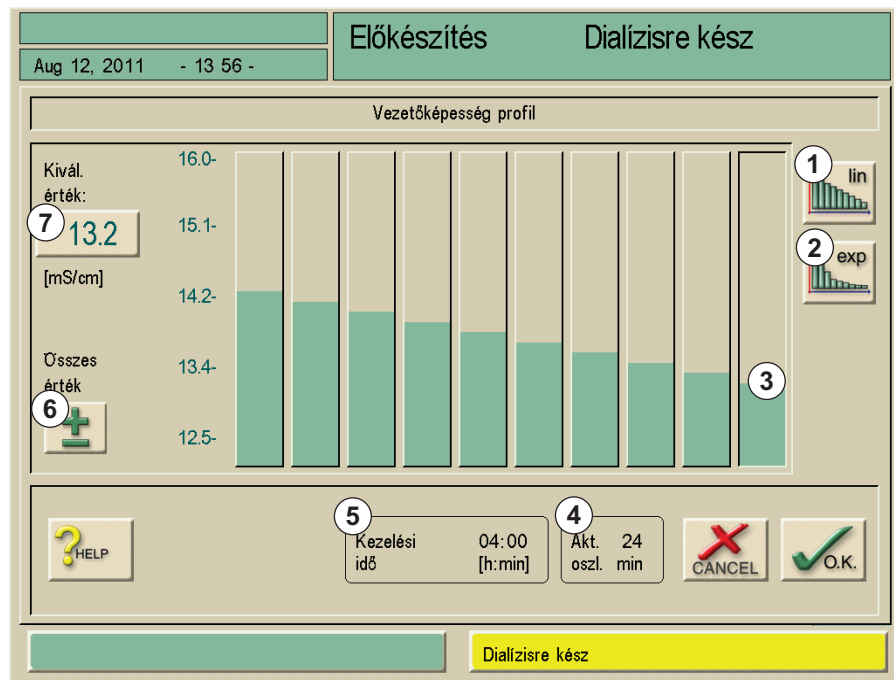 Előkészítés Dialízisre kész
Aug 12, 2011 - 13 56 -
Vezetőképesség profil
Kivál.
érték:
7 13.2
[mS/cm]
Összes
érték
6 ±
16.0-
15.1-
14.2-
13.4-
12.5-
3
1 lin
2 exp
? HELP
5
Kezelési 04:00
idő [h:min]
4
Akt. 24
oszl. min
CANCEL
O.K.
Dialízisre kész